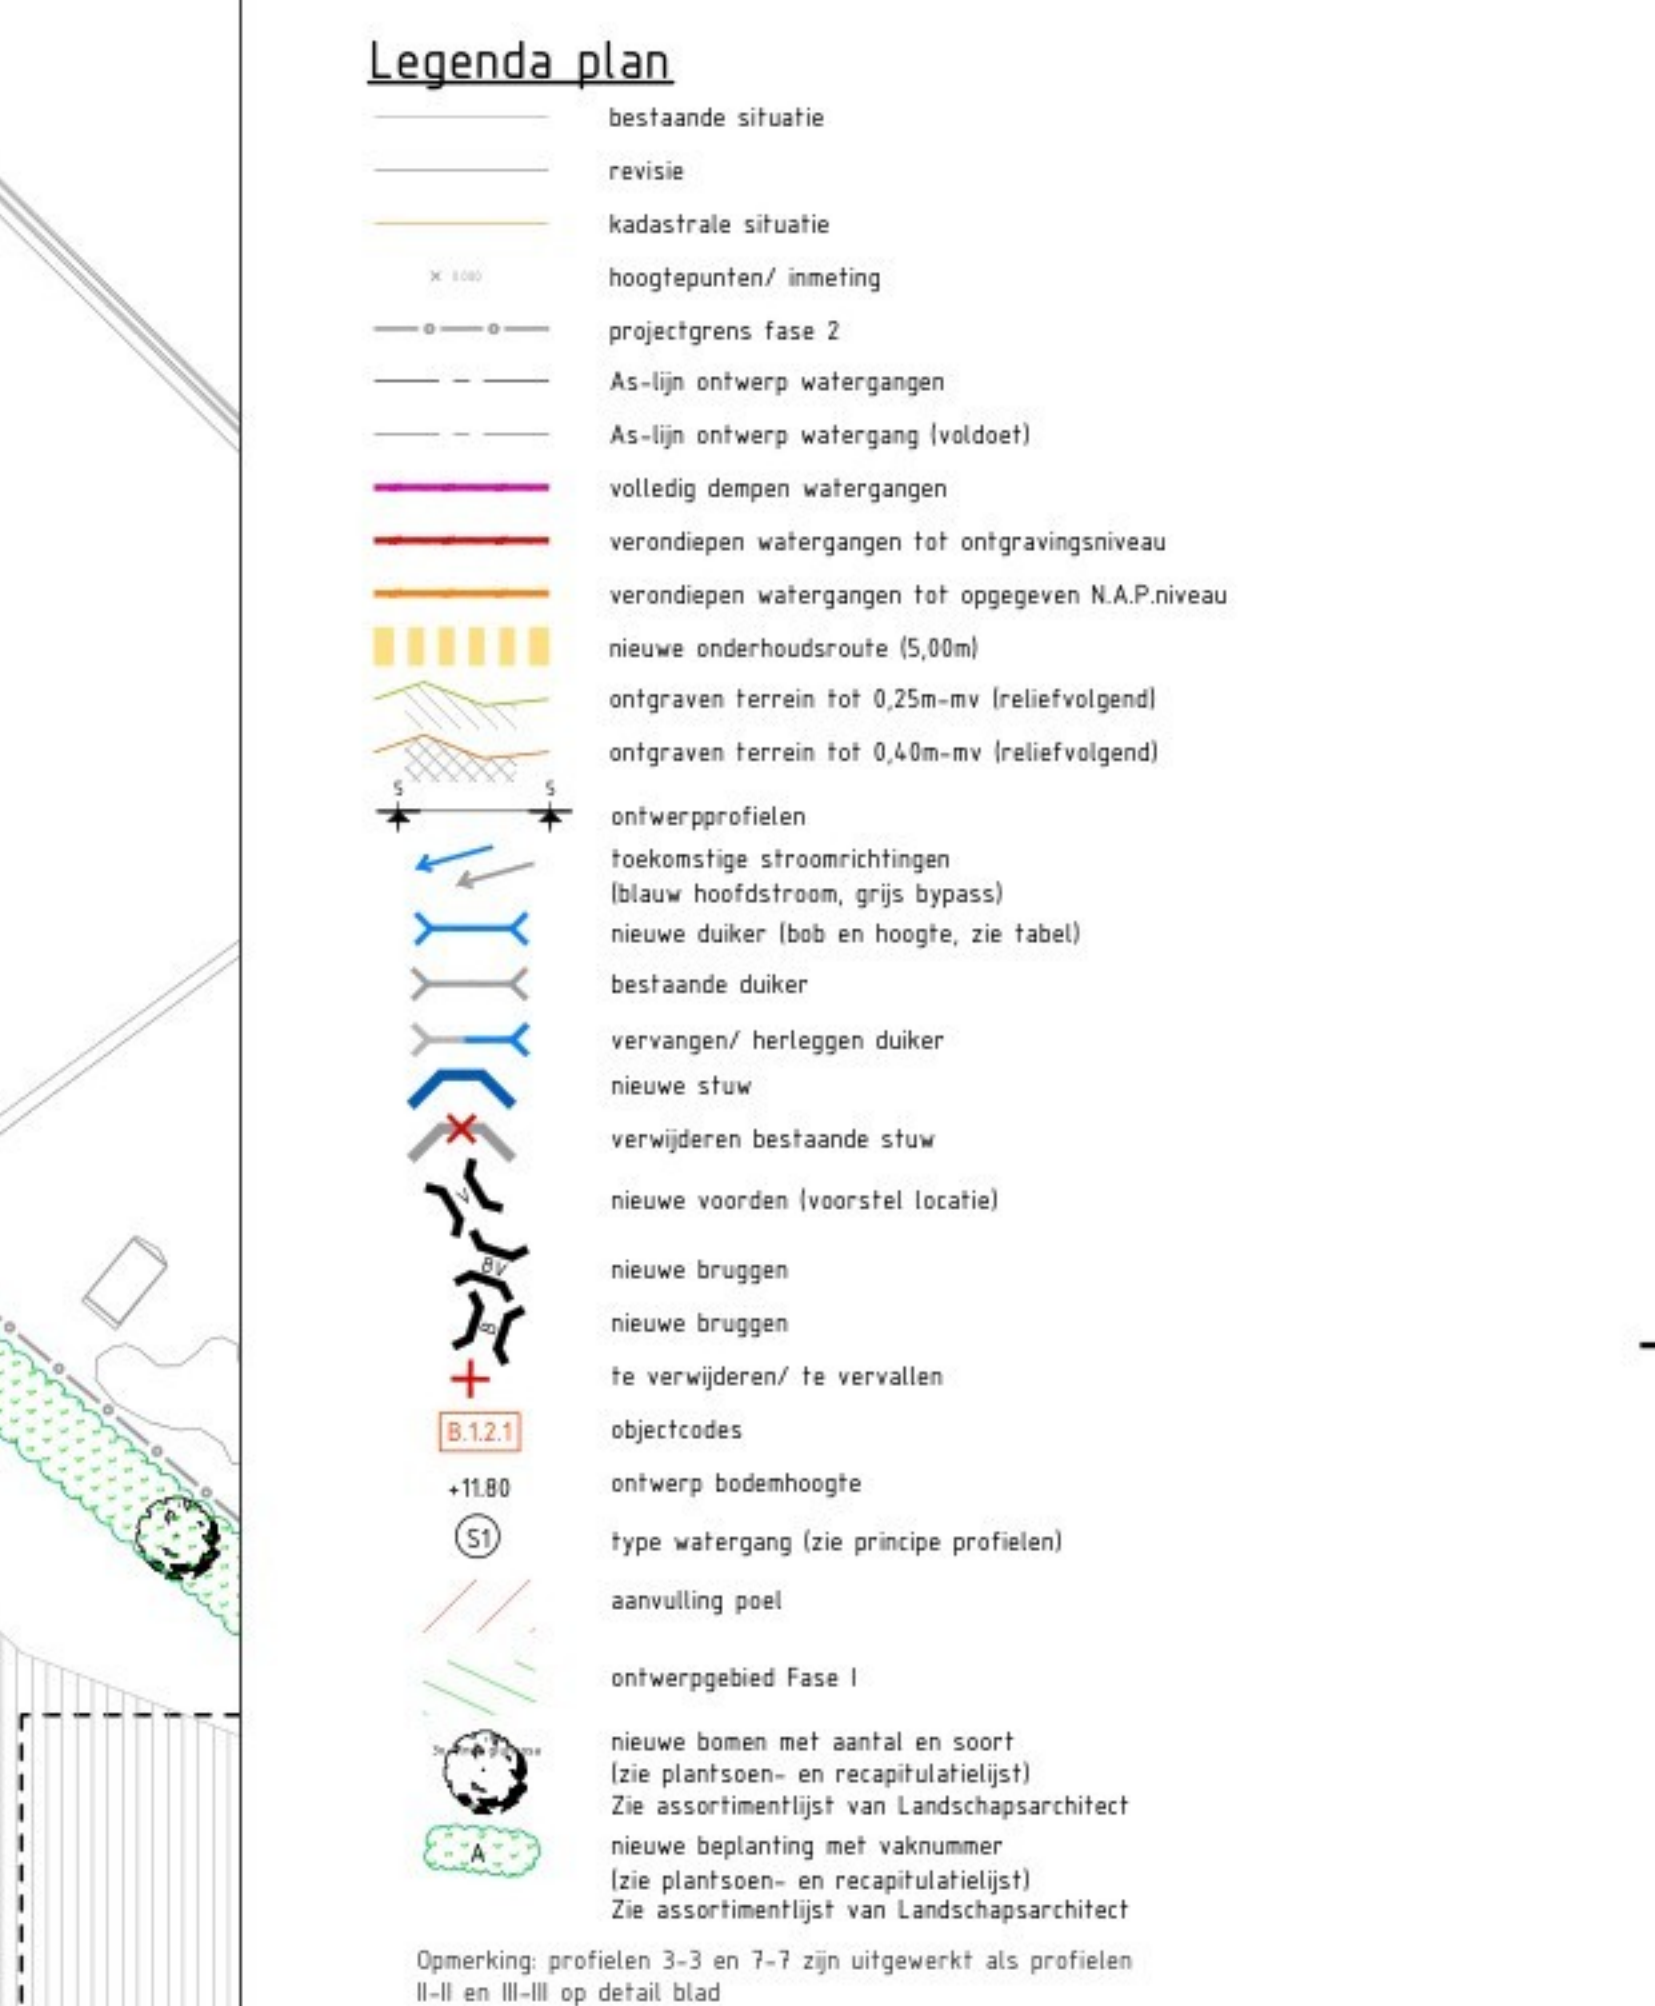 Legenda plan
bestaande situatie
revisie
kadastrale situatie
× 0.000 hoogtepunten/ inmeting
projectgrens fase 2
As-lijn ontwerp watergangen
As-lijn ontwerp watergang (voldoet)
volledig dempen watergangen
verondiepen watergangen tot ontgravingsniveau
verondiepen watergangen tot opgegeven N.A.P.niveau
nieuwe onderhoudsroute (5,00m)
ontgraven terrein tot 0,25m-mv (reliefvolgend)
ontgraven terrein tot 0,40m-mv (reliefvolgend)
S S
ontwerpprofielen
toekomstige stroomrichtingen
(blauw hoofdstroom, grijs bypass)
nieuwe duiker (bob en hoogte, zie tabel)
bestaande duiker
vervangen/ herleggen duiker
nieuwe stuw
verwijderen bestaande stuw
V nieuwe voorden (voorstel locatie)
BV nieuwe bruggen
B nieuwe bruggen
te verwijderen/ te vervallen
B.1.2.1 objectcodes
+11.80 ontwerp bodemhoogte
S1 type watergang (zie principe profielen)
aanvulling poel
ontwerpgebied Fase I
nieuwe bomen met aantal en soort
(zie plantsoen- en recapitulatielijst)
Zie assortimentlijst van Landschapsarchitect
A nieuwe beplanting met vaknummer
(zie plantsoen- en recapitulatielijst)
Zie assortimentlijst van Landschapsarchitect
Opmerking: profielen 3-3 en 7-7 zijn uitgewerkt als profielen
II-II en III-III op detail blad